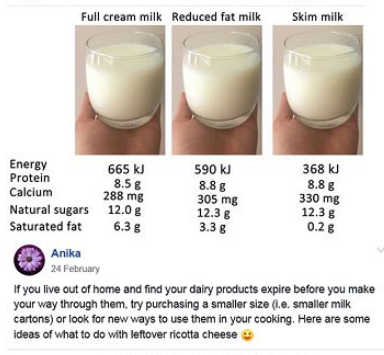 Full cream milk Reduced fat milk Skim milk
Energy 665 kJ 590 kJ 368 kJ
Protein 8.5 g 8.8 g 8.8 g
Calcium 288 mg 305 mg 330 mg
Natural sugars 12.0 g 12.3 g 12.3 g
Saturated fat 6.3 g 3.3 g 0.2 g
Anika
24 February
If you live out of home and find your dairy products expire before you make
your way through them, try purchasing a smaller size (i.e. smaller milk
cartons) or look for new ways to use them in your cooking. Here are some
ideas of what to do with leftover ricotta cheese 😉